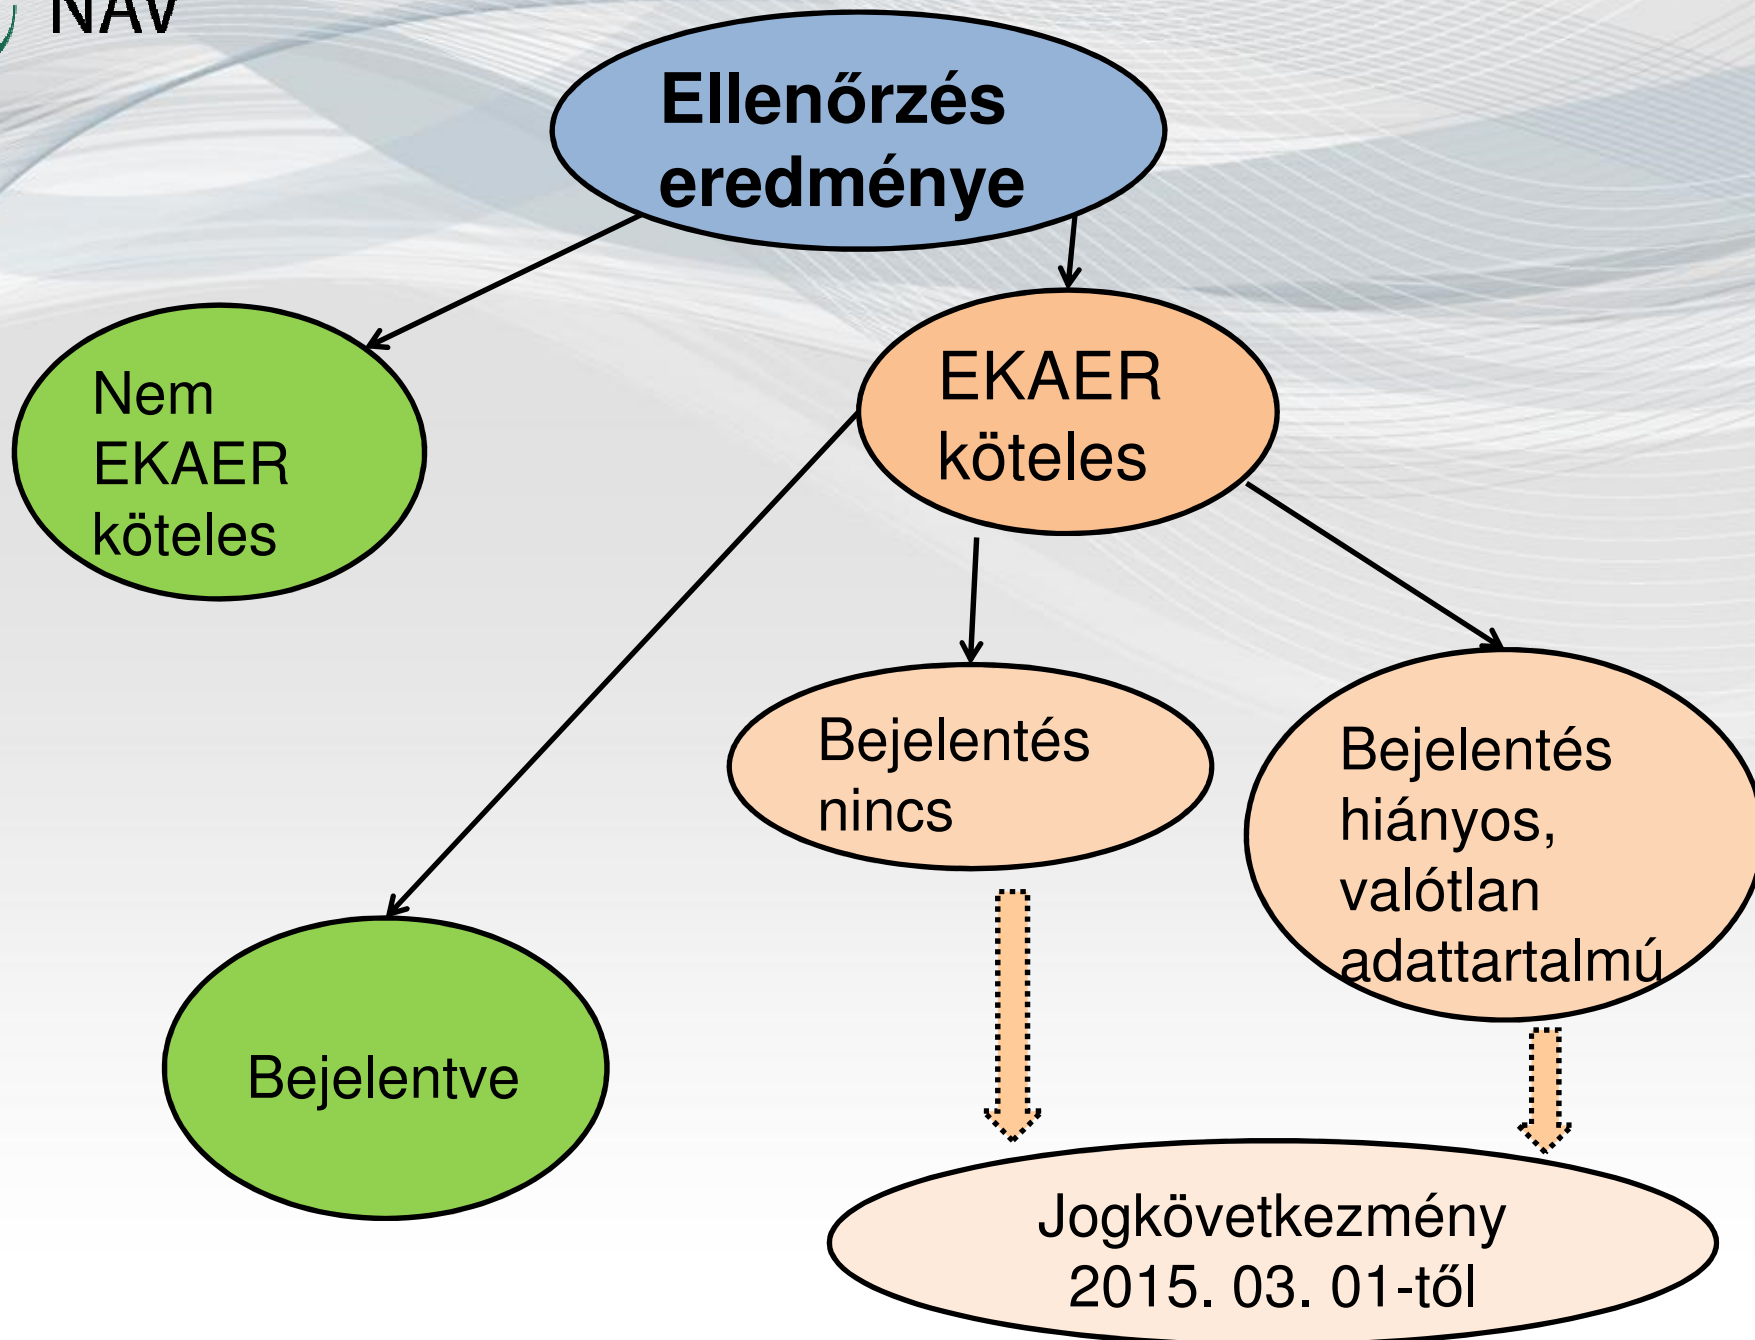 NAV
Ellenőrzés
eredménye
Nem
EKAER
köteles
EKAER
köteles
Bejelentés
nincs
Bejelentés
hiányos,
valótlan
adattartalmú
Bejelentve
Jogkövetkezmény
2015. 03. 01-től